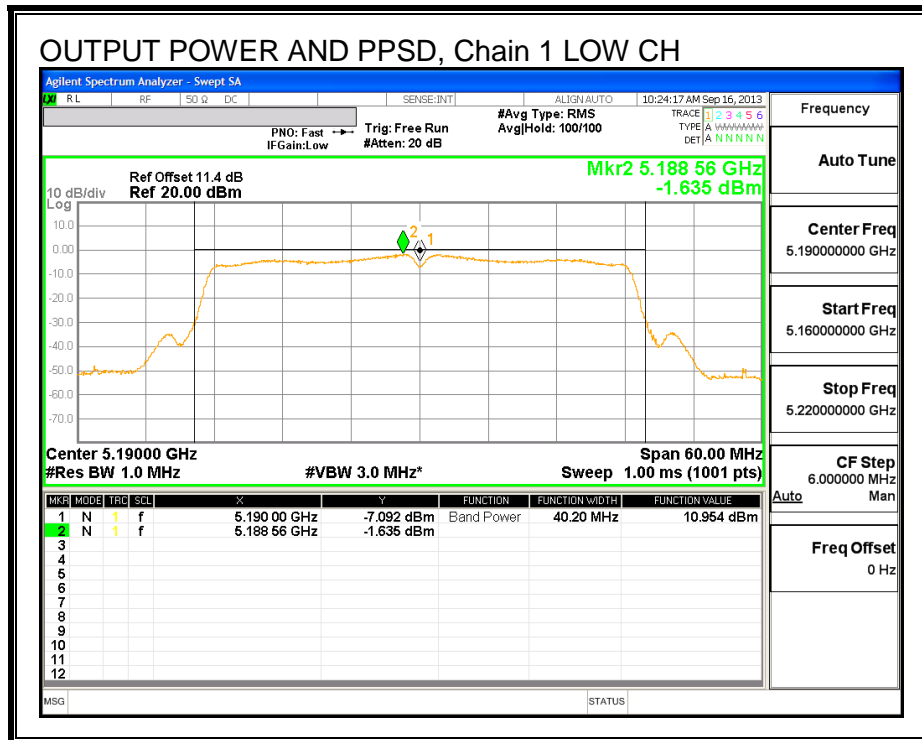 OUTPUT POWER AND PPSD, Chain 1 LOW CH
Agilent Spectrum Analyzer - Swept SA
LXI RL RF 50 Ω DC SENSE:INT ALIGN AUTO 10:24:17 AM Sep 16, 2013
PNO: Fast
IFGain:Low
Trig: Free Run
#Atten: 20 dB
#Avg Type: RMS
Avg|Hold: 100/100
TRACE 1 2 3 4 5 6
TYPE A WWWWW
DET A N N N N N
Mkr2 5.188 56 GHz
-1.635 dBm
10 dB/div
Log
Ref Offset 11.4 dB
Ref 20.00 dBm
10.0
0.00
-10.0
-20.0
-30.0
-40.0
-50.0
-60.0
-70.0
2
1
Center 5.19000 GHz Span 60.00 MHz
#Res BW 1.0 MHz #VBW 3.0 MHz* Sweep 1.00 ms (1001 pts)
MKR MODE TRC SCL X Y FUNCTION FUNCTION WIDTH FUNCTION VALUE
1 N 1 f 5.190 00 GHz -7.092 dBm Band Power 40.20 MHz 10.954 dBm
2 N 1 f 5.188 56 GHz -1.635 dBm
3
4
5
6
7
8
9
10
11
12
MSG STATUS
Frequency
Auto Tune
Center Freq
5.190000000 GHz
Start Freq
5.160000000 GHz
Stop Freq
5.220000000 GHz
CF Step
6.000000 MHz
Auto Man
Freq Offset
0 Hz